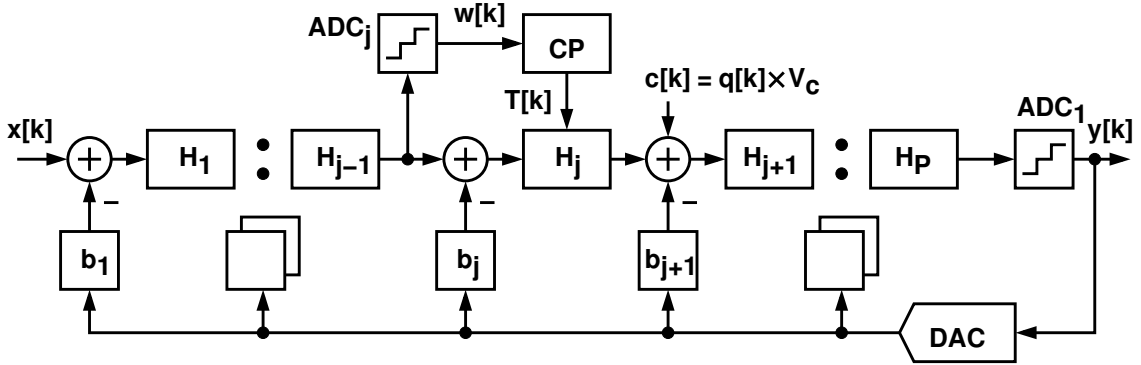 ADCj w[k] CP
T[k] c[k] = q[k]×Vc
x[k] + H1 Hj−1 + Hj + Hj+1 HP ADC1 y[k]
− − −
b1 bj bj+1
DAC